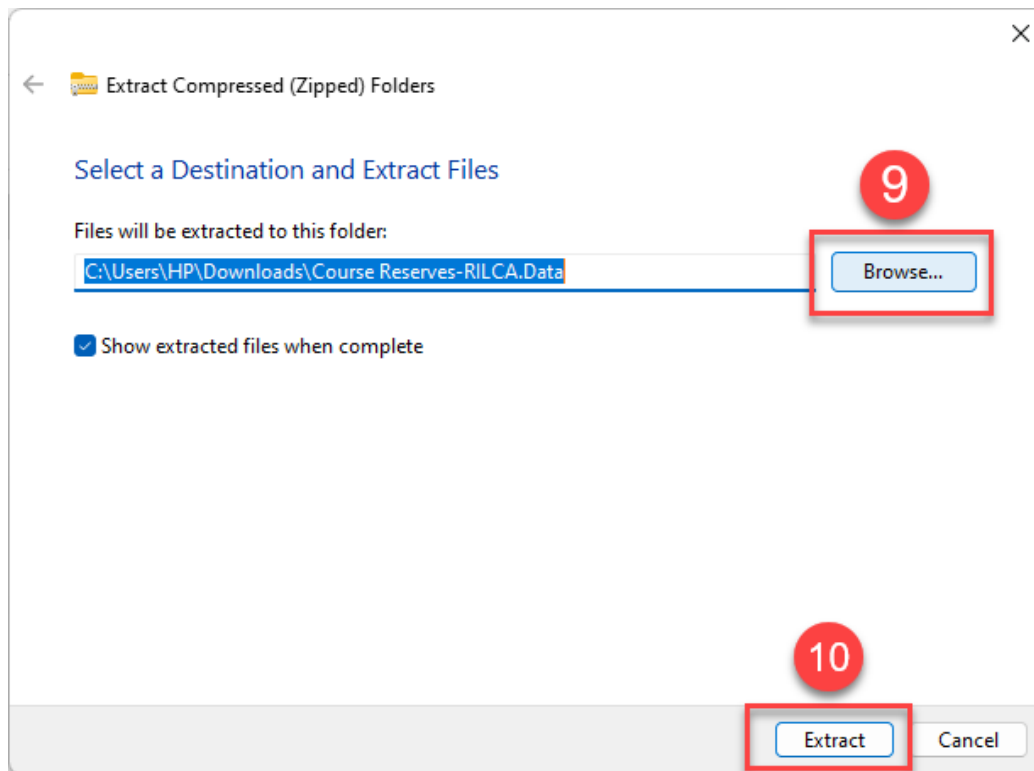 Extract Compressed (Zipped) Folders
Select a Destination and Extract Files
9
Files will be extracted to this folder:
C:\Users\HP\Downloads\Course Reserves-RILCA.Data
Browse...
Show extracted files when complete
10
Extract
Cancel